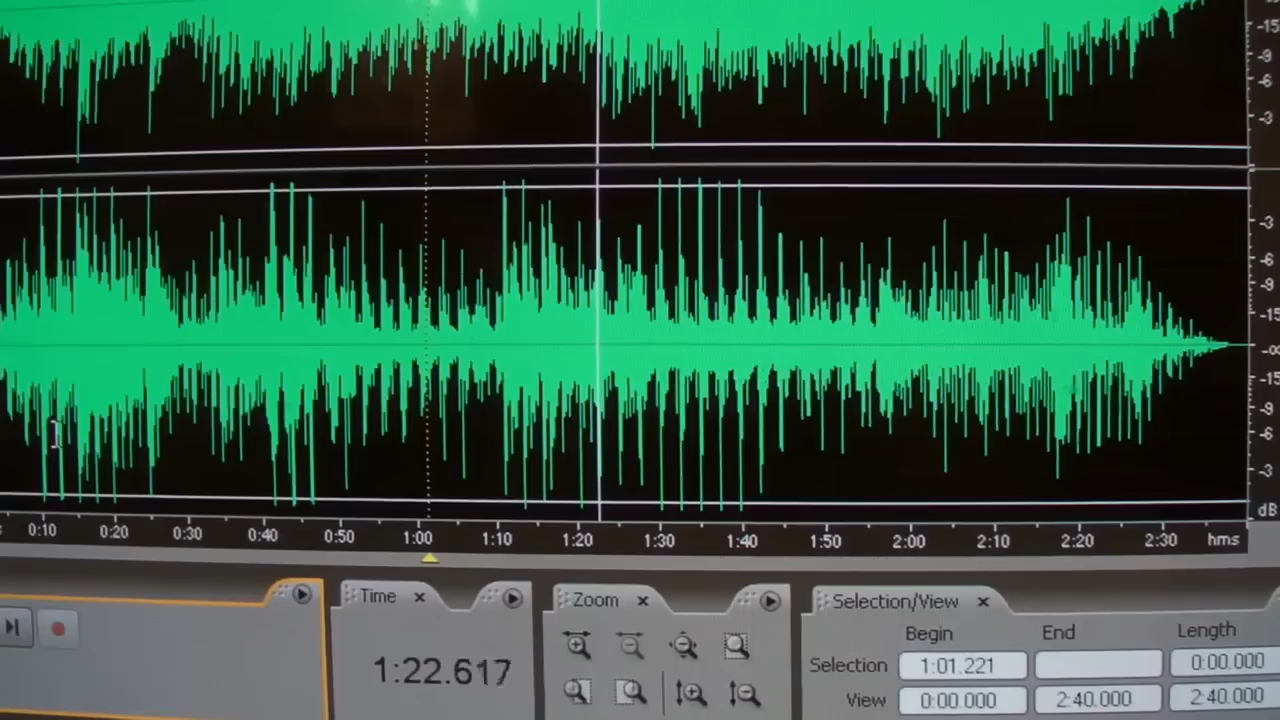 -15
-9
-6
-3
-3
-6
-9
-15
-15
-9
-6
-3
dB
0:10 0:20 0:30 0:40 0:50 1:00 1:10 1:20 1:30 1:40 1:50 2:00 2:10 2:20 2:30 hms
Time Zoom Selection/View
Begin End Length
1:22.617
Selection 1:01.221 0:00.000
View 0:00.000 2:40.000 2:40.000